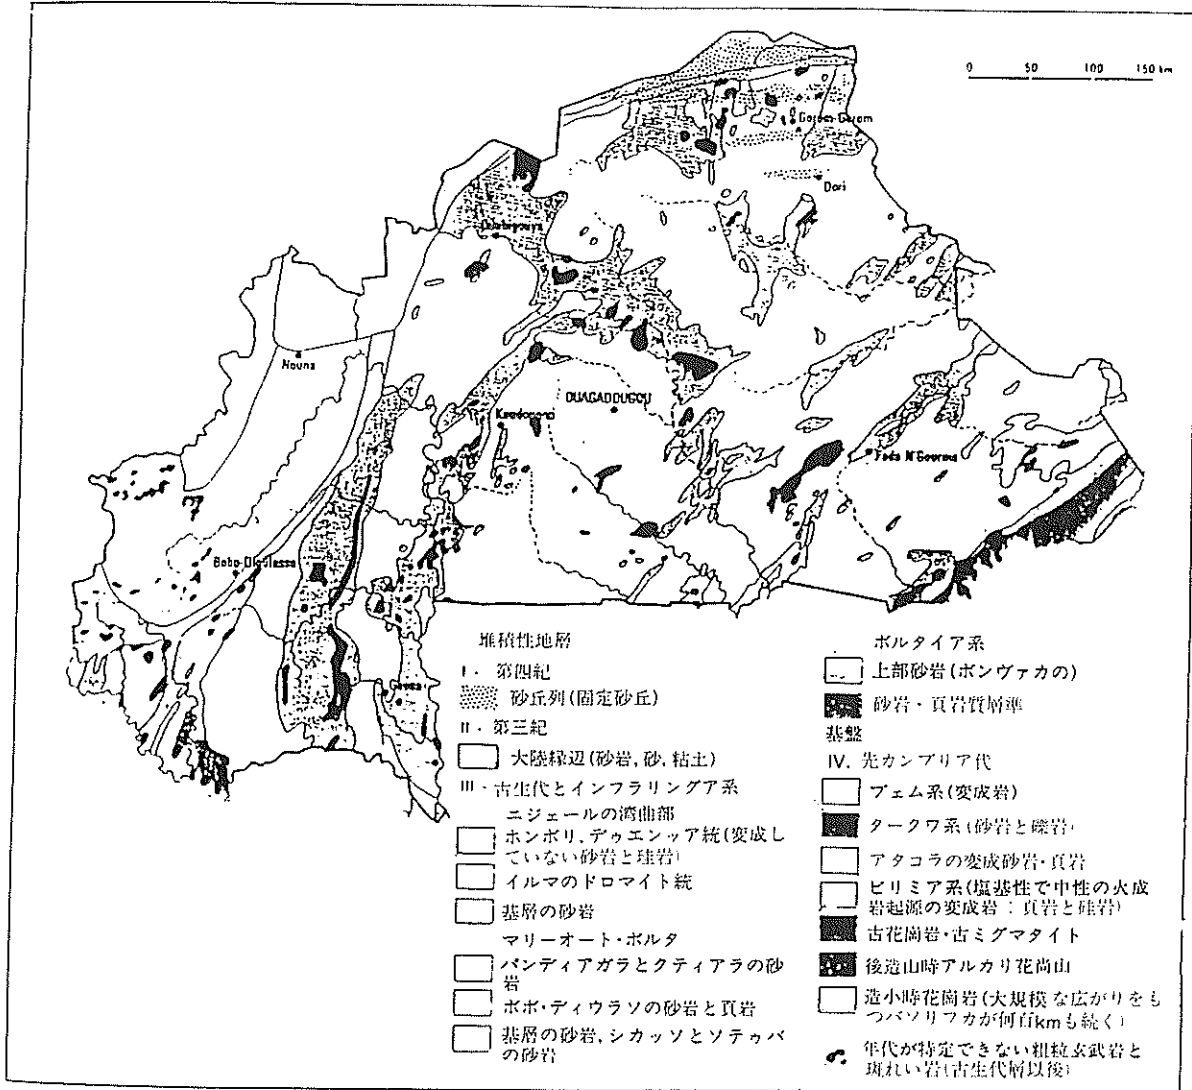 0 50 100 150 km
Gorom-Gorom
Dori
Nouna
OUAGADOUGOU
Fada N'Gourma
Bobo-Dioulasso
堆積性地層
I. 第四紀
砂丘列(固定砂丘)
II. 第三紀
大陸縁辺(砂岩,砂,粘土)
III. 古生代とインフラリングア系
ニジェールの湾曲部
ホンボリ,デゥエンッア統(変成し
ていない砂岩と珪岩)
イルマのドロマイト統
基層の砂岩
マリーオート・ボルタ
バンディアガラとクティアラの砂
岩
ボボ・ディウラソの砂岩と頁岩
基層の砂岩,シカッソとソテゥバ
の砂岩
ボルタイア系
上部砂岩(ボンヴァカの)
砂岩・頁岩質層準
基盤
IV. 先カンブリア代
ブェム系(変成岩)
タークワ系(砂岩と礫岩)
アタコラの変成砂岩・頁岩
ビリミア系(塩基性で中性の火成
岩起源の変成岩:頁岩と硅岩)
古花崗岩・古ミグマタイト
後造山時アルカリ花尚山
造小時花崗岩(大規模な広がりをも
つバソリフカが何百kmも続く)
年代が特定できない粗粒玄武岩と
斑れい岩(古生代層以後)